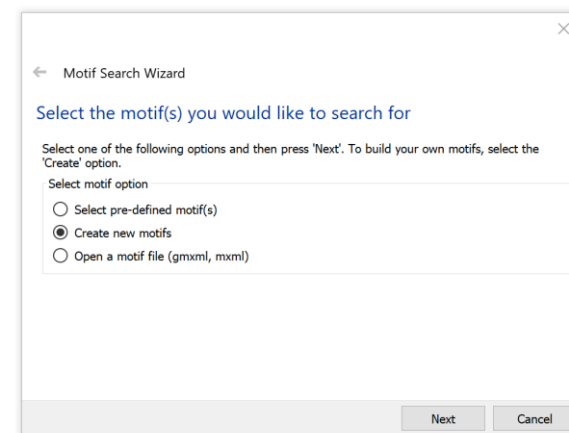 Motif Search Wizard
Select the motif(s) you would like to search for
Select one of the following options and then press 'Next'. To build your own motifs, select the
'Create' option.
Select motif option
Select pre-defined motif(s)
Create new motifs
Open a motif file (gmxml, mxml)
Next Cancel